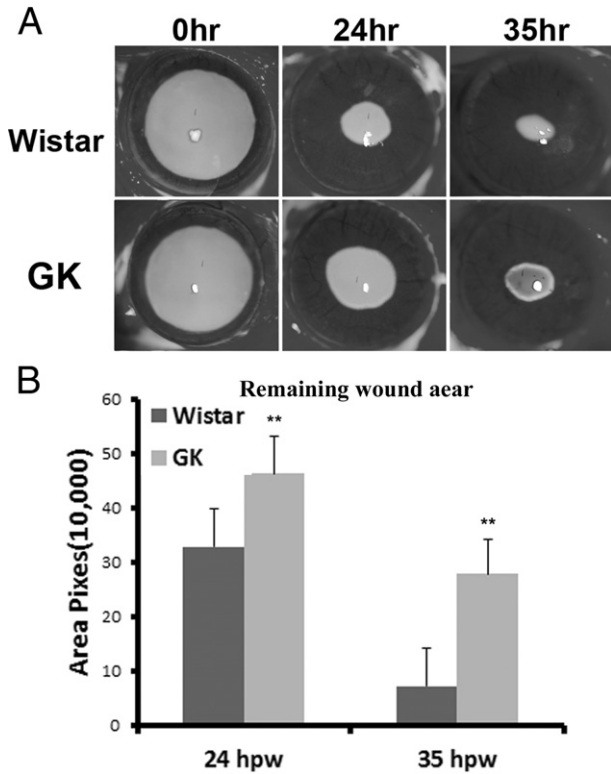 A
0hr 24hr 35hr
Wistar
GK
B
Remaining wound aear
Wistar
GK
**
**
Area Pixes(10,000)
60
50
40
30
20
10
0
24 hpw 35 hpw